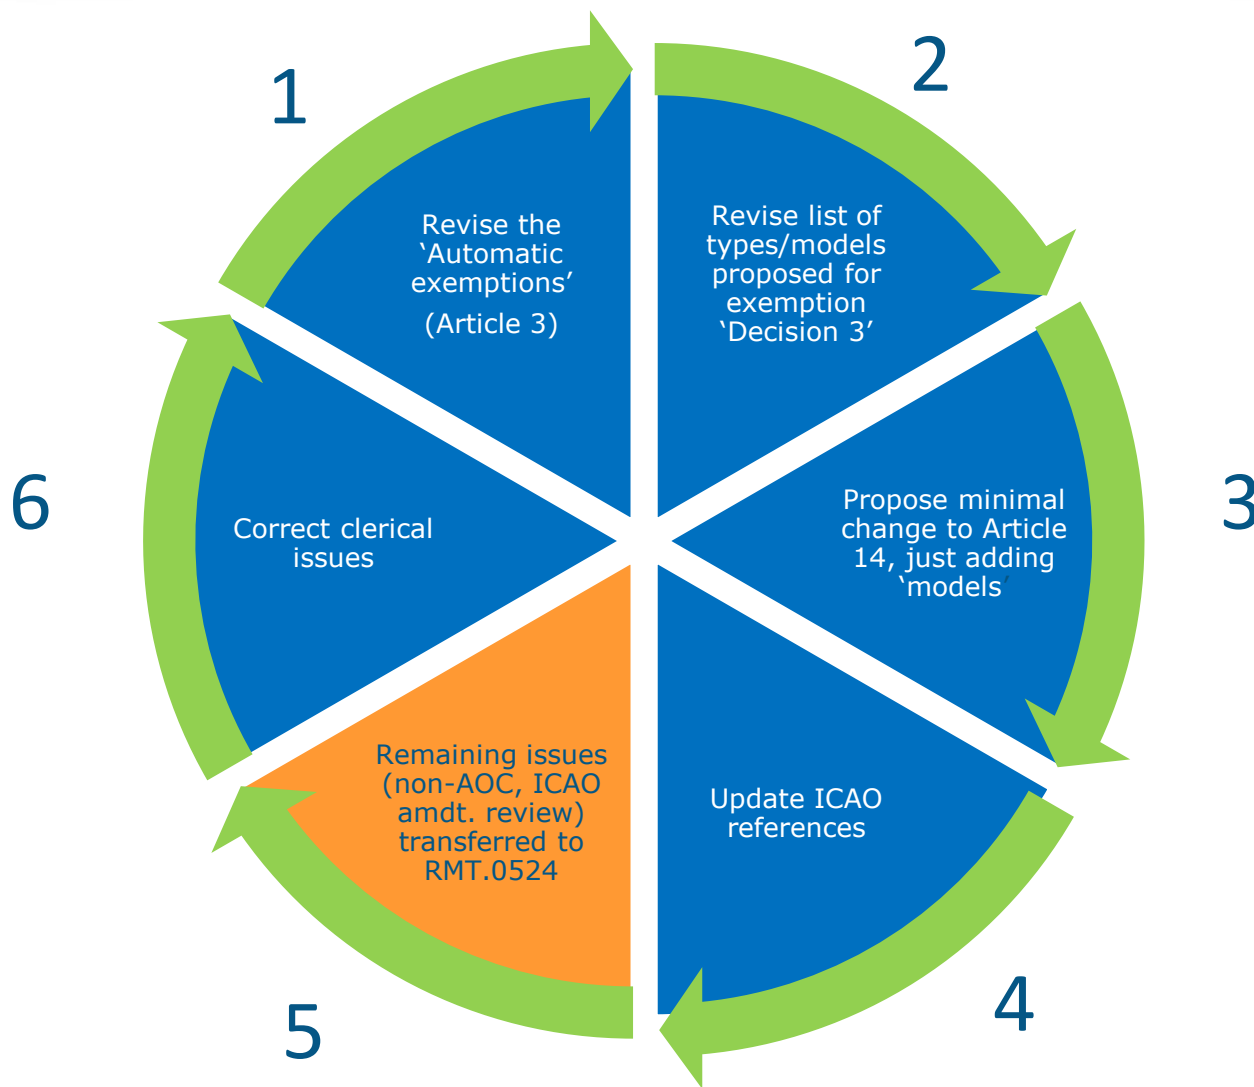 1
Revise the
‘Automatic
exemptions’
(Article 3)
2
Revise list of
types/models
proposed for
exemption
‘Decision 3’
3
Propose minimal
change to Article
14, just adding
‘models’
4
Update ICAO
references
5
Remaining issues
(non-AOC, ICAO
amdt. review)
transferred to
RMT.0524
6
Correct clerical
issues